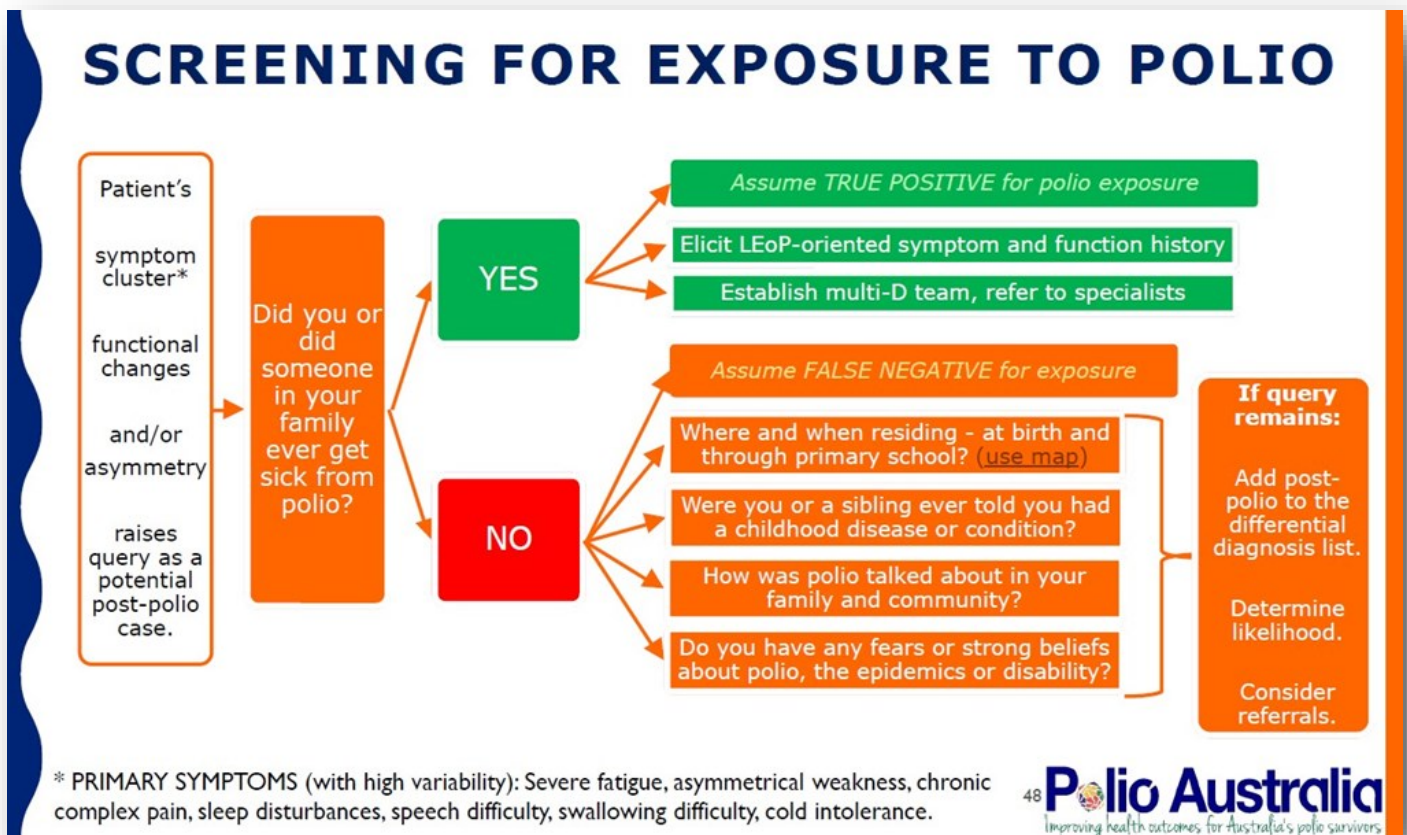 SCREENING FOR EXPOSURE TO POLIO
Patient's
symptom
cluster*
functional
changes
and/or
asymmetry
raises
query as a
potential
post-polio
case.
Did you or
did
someone
in your
family
ever get
sick from
polio?
YES
Assume TRUE POSITIVE for polio exposure
Elicit LEoP-oriented symptom and function history
Establish multi-D team, refer to specialists
NO
Assume FALSE NEGATIVE for exposure
Where and when residing - at birth and
through primary school? (use map)
Were you or a sibling ever told you had
a childhood disease or condition?
How was polio talked about in your
family and community?
Do you have any fears or strong beliefs
about polio, the epidemics or disability?
If query
remains:
Add post-
polio to the
differential
diagnosis list.
Determine
likelihood.
Consider
referrals.
* PRIMARY SYMPTOMS (with high variability): Severe fatigue, asymmetrical weakness, chronic
complex pain, sleep disturbances, speech difficulty, swallowing difficulty, cold intolerance.
48
Polio Australia
Improving health outcomes for Australia's polio survivors